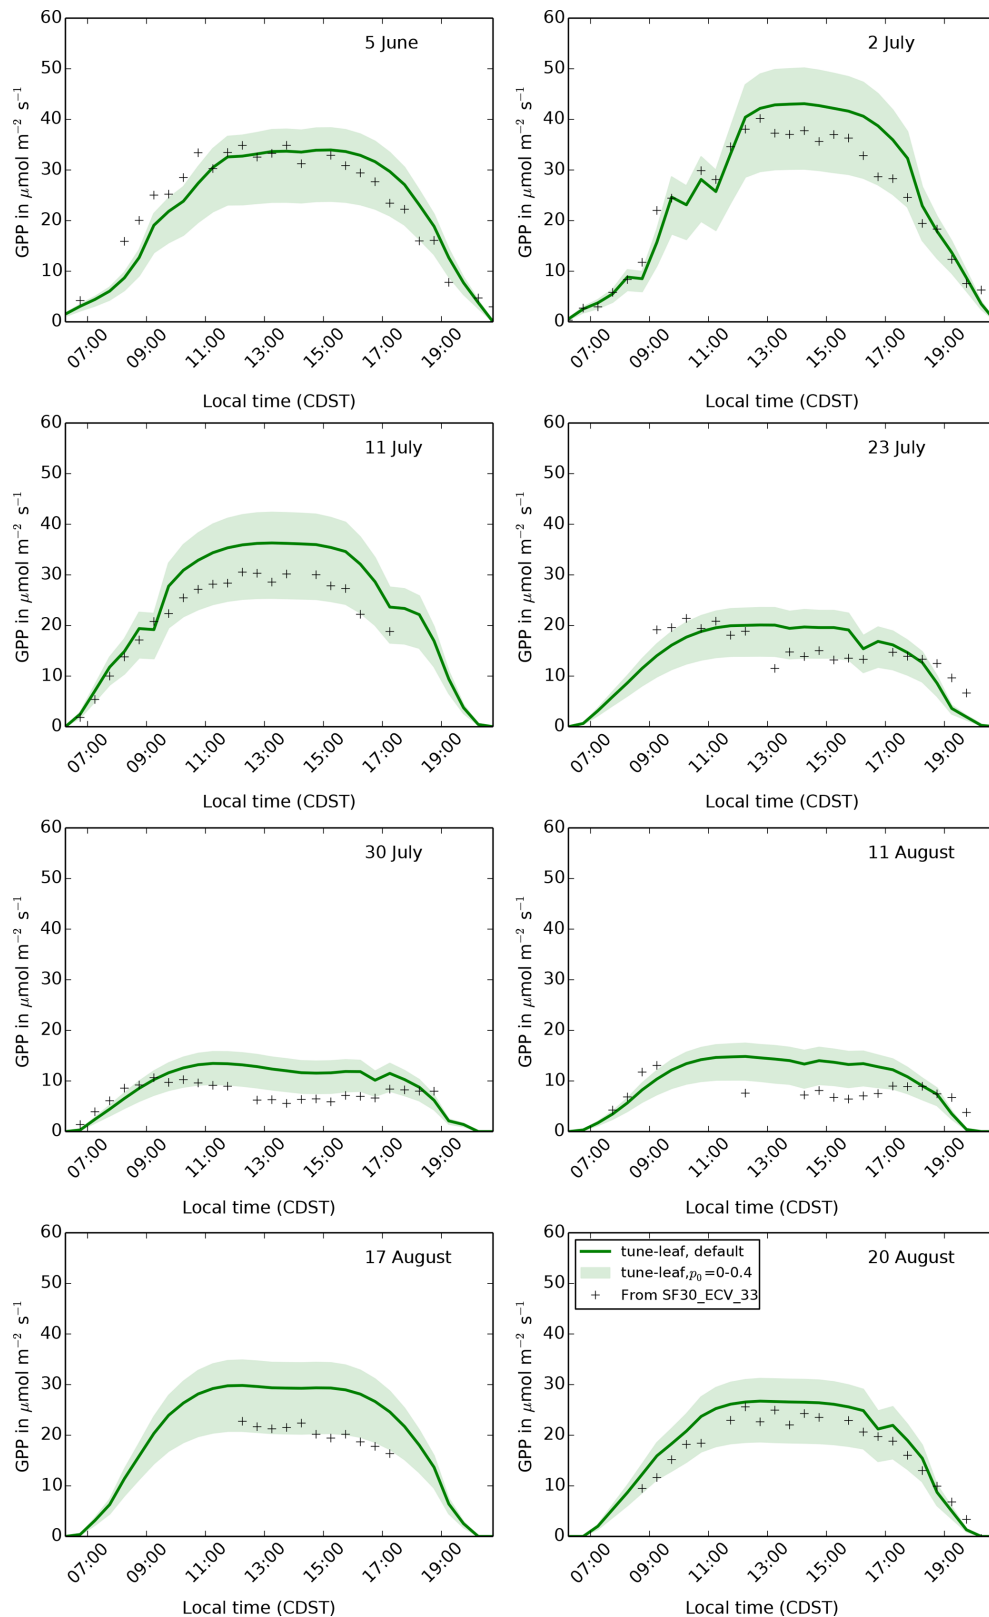 5 June
60
50
40
30
20
10
0
GPP in μmol m⁻² s⁻¹
07:00 09:00 11:00 13:00 15:00 17:00 19:00
Local time (CDST)
2 July
60
50
40
30
20
10
0
GPP in μmol m⁻² s⁻¹
07:00 09:00 11:00 13:00 15:00 17:00 19:00
Local time (CDST)
11 July
60
50
40
30
20
10
0
GPP in μmol m⁻² s⁻¹
07:00 09:00 11:00 13:00 15:00 17:00 19:00
Local time (CDST)
23 July
60
50
40
30
20
10
0
GPP in μmol m⁻² s⁻¹
07:00 09:00 11:00 13:00 15:00 17:00 19:00
Local time (CDST)
30 July
60
50
40
30
20
10
0
GPP in μmol m⁻² s⁻¹
07:00 09:00 11:00 13:00 15:00 17:00 19:00
Local time (CDST)
11 August
60
50
40
30
20
10
0
GPP in μmol m⁻² s⁻¹
07:00 09:00 11:00 13:00 15:00 17:00 19:00
Local time (CDST)
17 August
60
50
40
30
20
10
0
GPP in μmol m⁻² s⁻¹
07:00 09:00 11:00 13:00 15:00 17:00 19:00
Local time (CDST)
20 August
tune-leaf, default
tune-leaf,p₀=0-0.4
From SF30_ECV_33
60
50
40
30
20
10
0
GPP in μmol m⁻² s⁻¹
07:00 09:00 11:00 13:00 15:00 17:00 19:00
Local time (CDST)